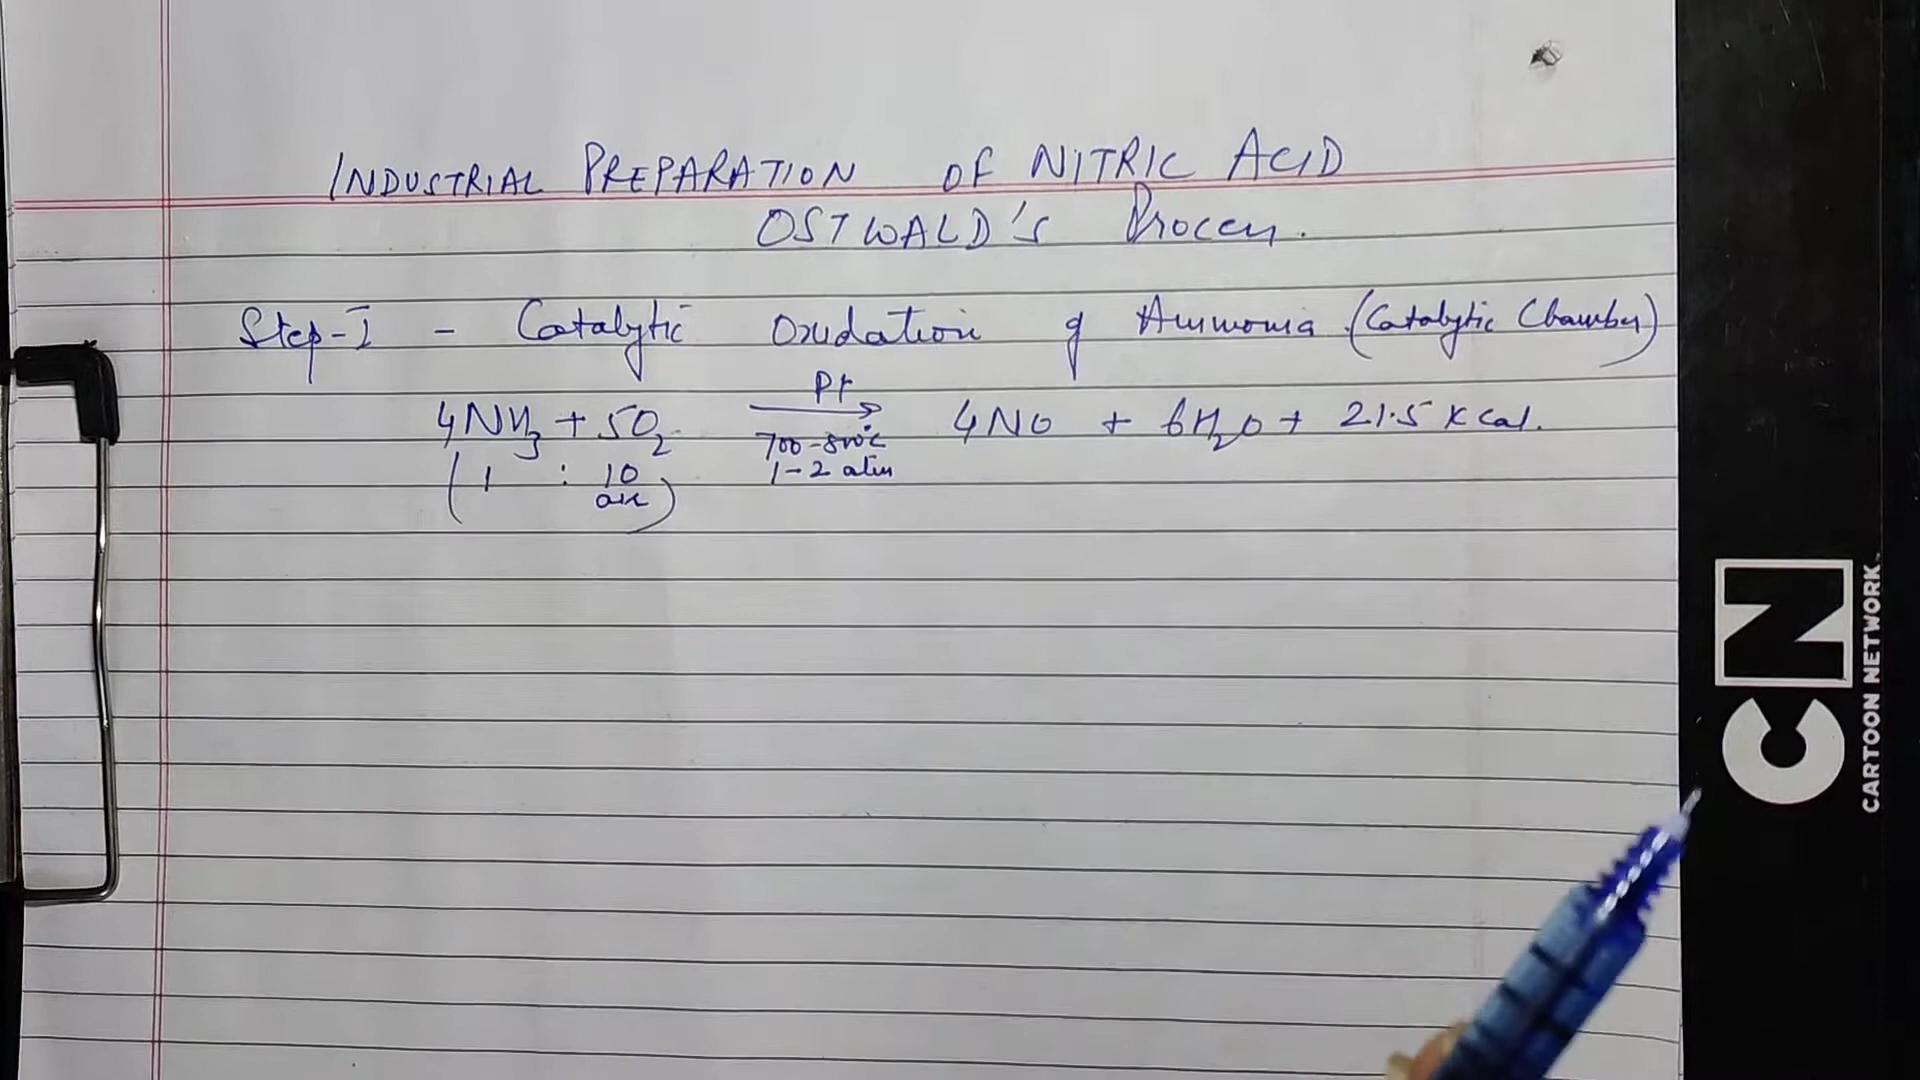 INDUSTRIAL PREPARATION OF NITRIC ACID
OSTWALD'S Process.
Step-I - Catalytic Oxidation of Ammonia (Catalytic Chamber)
Pt
4NH₃ + 5O₂ → 4NO + 6H₂O + 21.5 K Cal.
700-800°C
1-2 atm
(1 : 10
air)
CN
CARTOON NETWORK